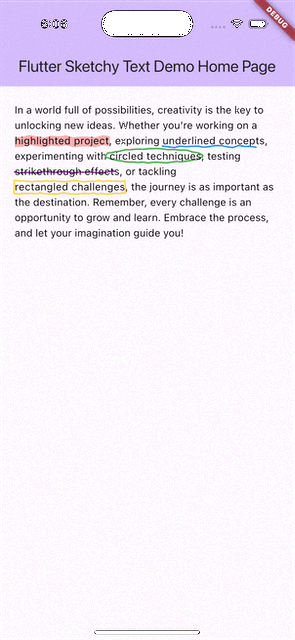 6:03
DEBUG
Flutter Sketchy Text Demo Home Page
In a world full of possibilities, creativity is the key to
unlocking new ideas. Whether you're working on a
highlighted project, exploring underlined concepts,
experimenting with circled techniques, testing
strikethrough effects, or tackling
rectangled challenges, the journey is as important as
the destination. Remember, every challenge is an
opportunity to grow and learn. Embrace the process,
and let your imagination guide you!